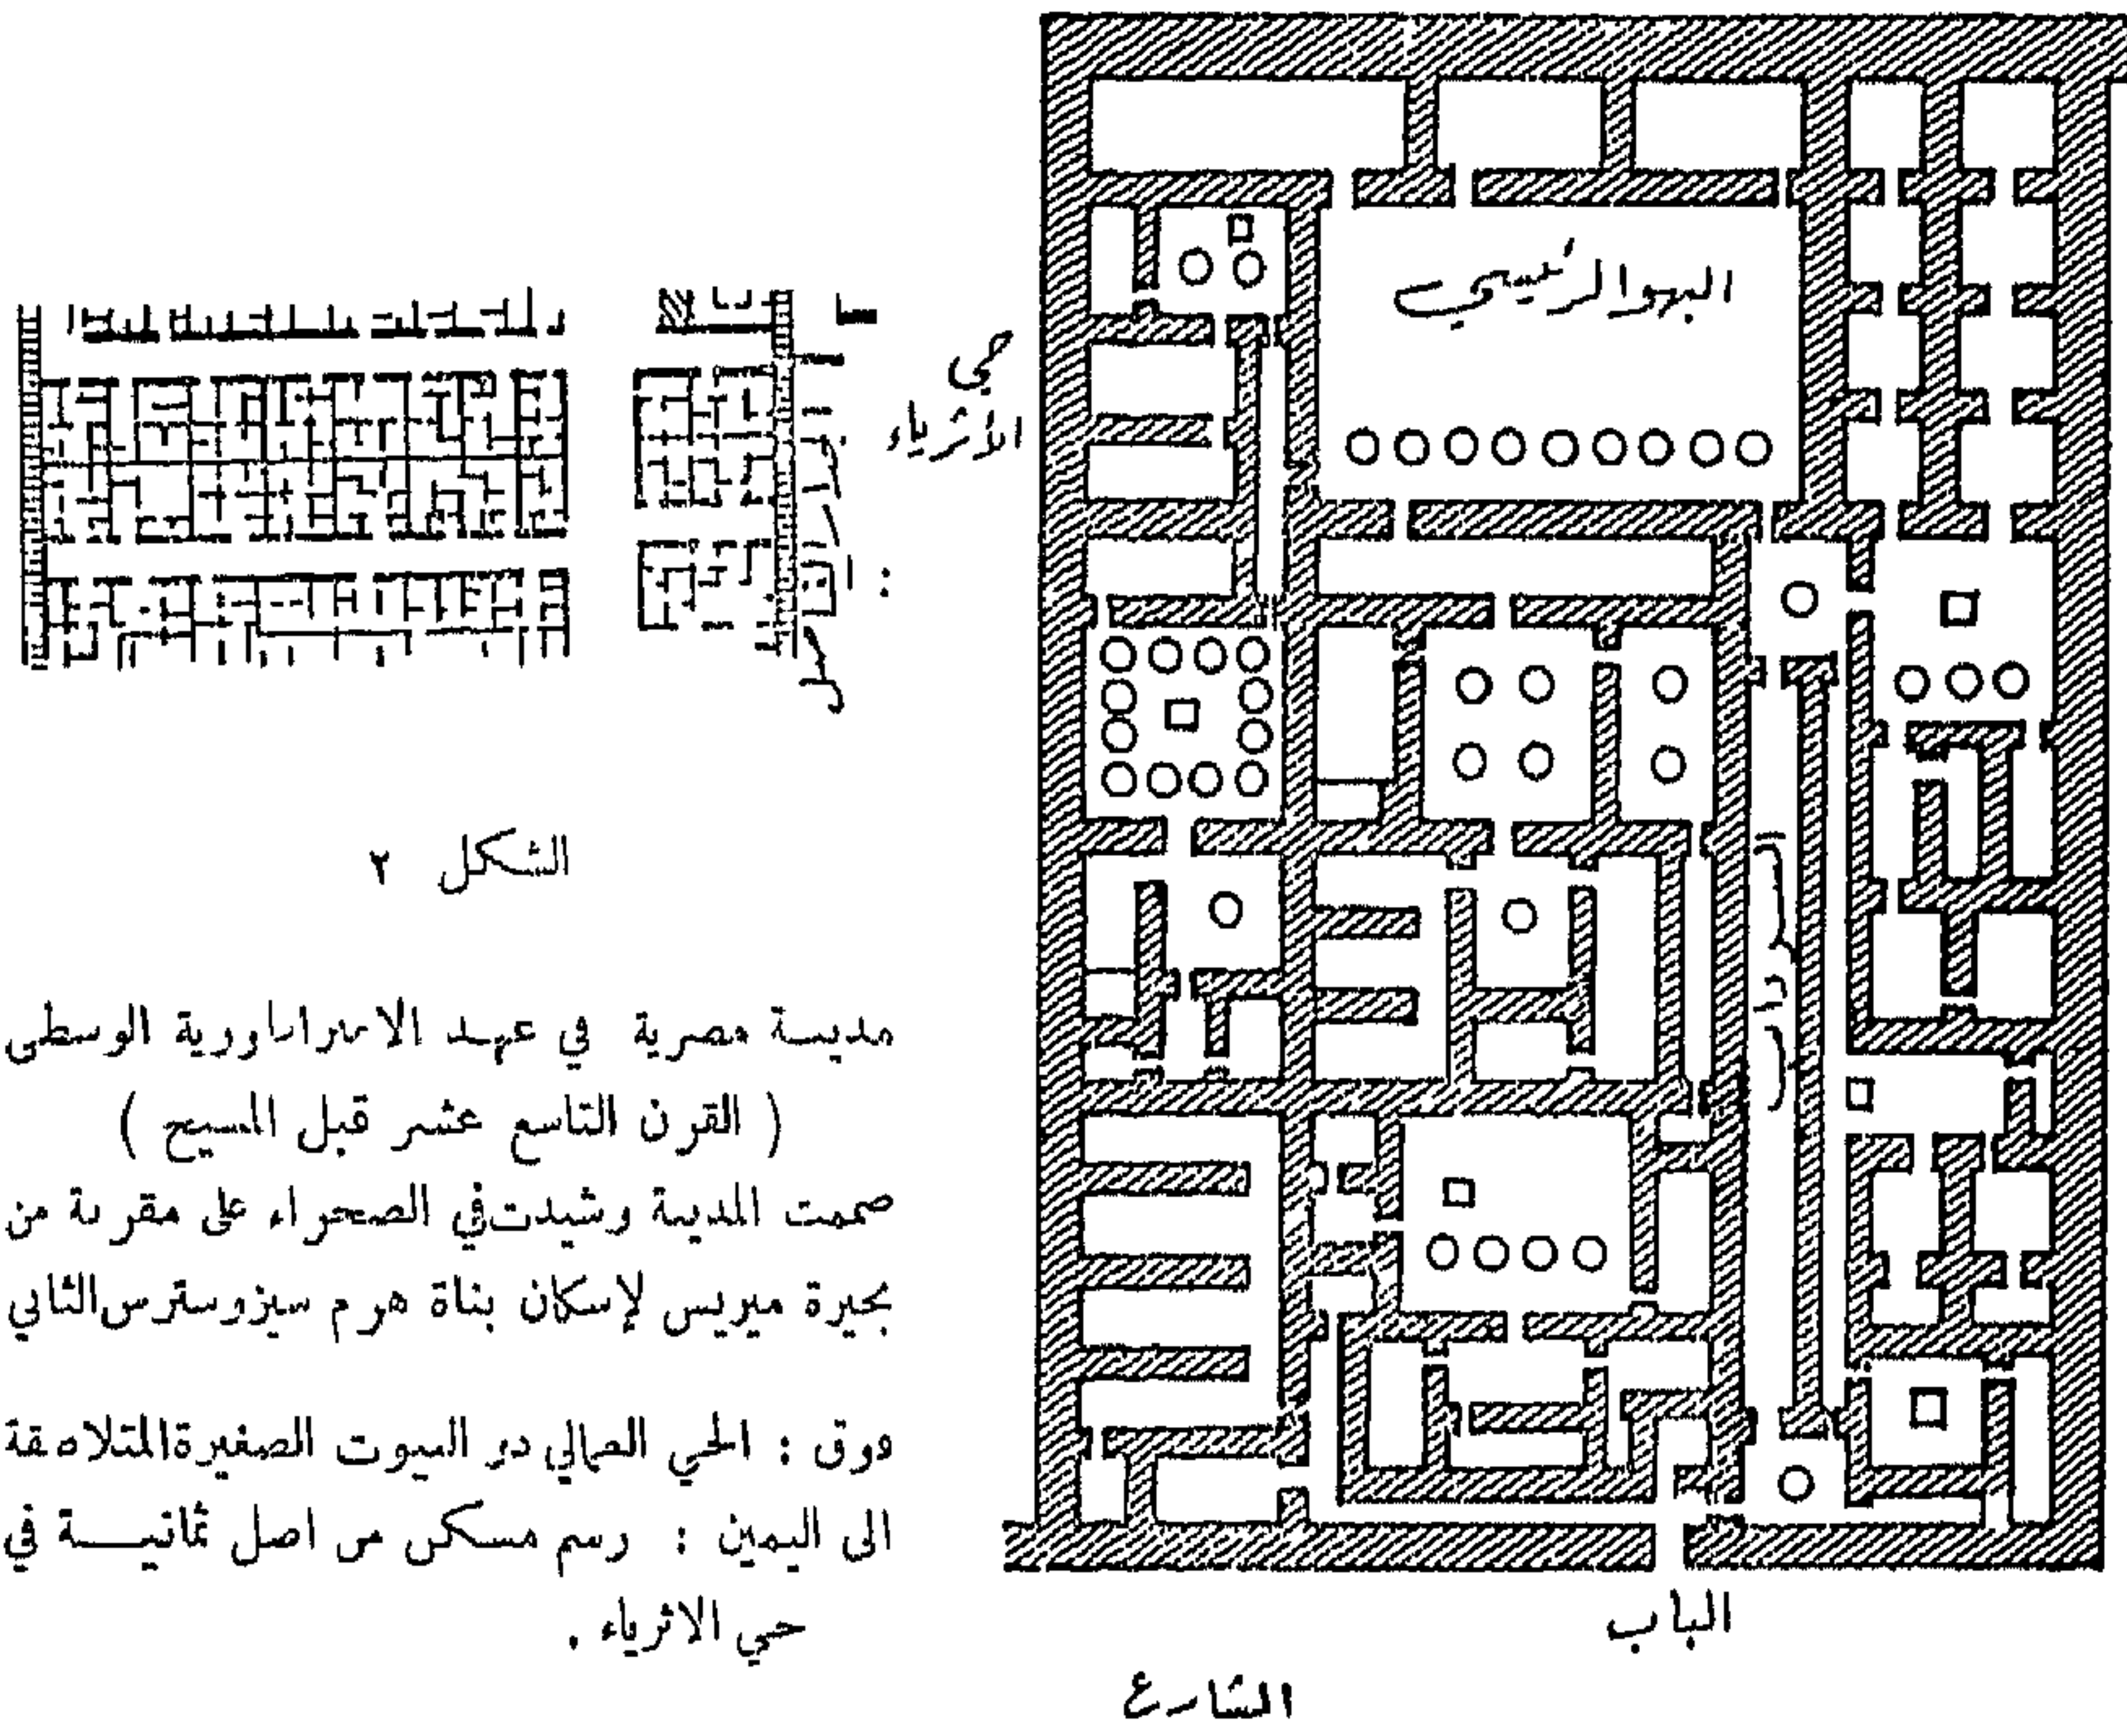 البهو الرئيسي
حي
الأثرياء
الشكل ٢
مدينة مصرية في عهد الامبراطورية الوسطى
( القرن التاسع عشر قبل المسيح )
صممت المدينة وشيدت في الصحراء على مقربة من
بحيرة ميريس لإسكان بناة هرم سيزوستريس الثاني
فوق : الحي العمالي ذو البيوت الصغيرة المتلاصقة
الى اليمين : رسم مسكن من اصل ثمانيــة في
حي الاثرياء .
الباب
الشارع